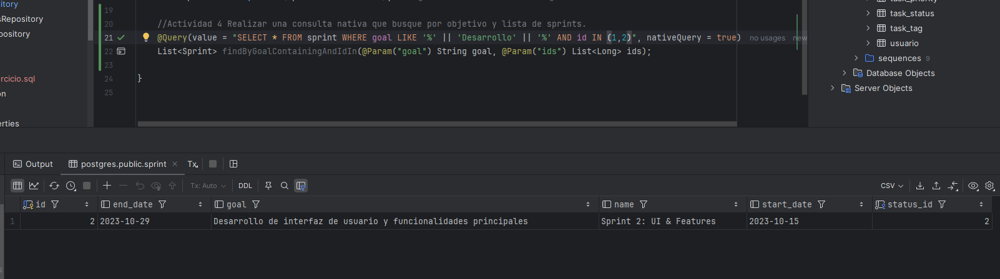 itory
sRepository
pository
rcicio.sql
on
erties
19
20 //Actividad 4 Realizar una consulta nativa que busque por objetivo y lista de sprints.
21 @Query(value = "SELECT * FROM sprint WHERE goal LIKE '%' || 'Desarrollo' || '%' AND id IN (1,2)", nativeQuery = true) no usages new
22 List<Sprint> findByGoalContainingAndIdIn(@Param("goal") String goal, @Param("ids") List<Long> ids);
23
24 }
25
task_priority
task_status
task_tag
usuario
sequences 9
Database Objects
Server Objects
Output postgres.public.sprint Tx
Tx: Auto DDL CSV
id end_date goal name start_date status_id
1 2 2023-10-29 Desarrollo de interfaz de usuario y funcionalidades principales Sprint 2: UI & Features 2023-10-15 2